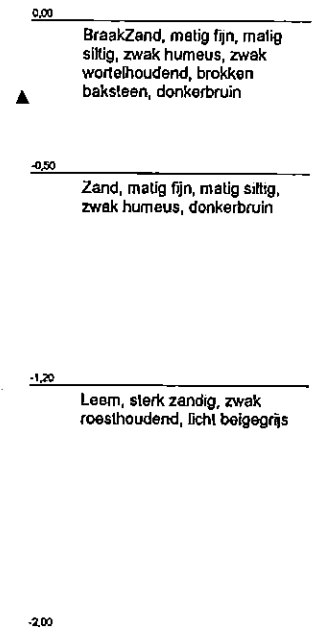 0,00
BraakZand, matig fijn, matig
siltig, zwak humeus, zwak
wortelhoudend, brokken
baksteen, donkerbruin
-0,50
Zand, matig fijn, matig siltig,
zwak humeus, donkerbruin
-1,20
Leem, sterk zandig, zwak
roesthoudend, licht beigegrijs
-2,00